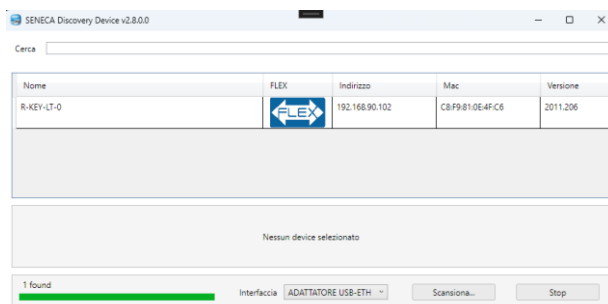 SENECA Discovery Device v2.8.0.0
Cerca
Nome FLEX Indirizzo Mac Versione
R-KEY-LT-0 FLEX 192.168.90.102 C8:F9:81:0E:4F:C6 2011.206
Nessun device selezionato
1 found
Interfaccia ADATTATORE USB-ETH Scansiona... Stop